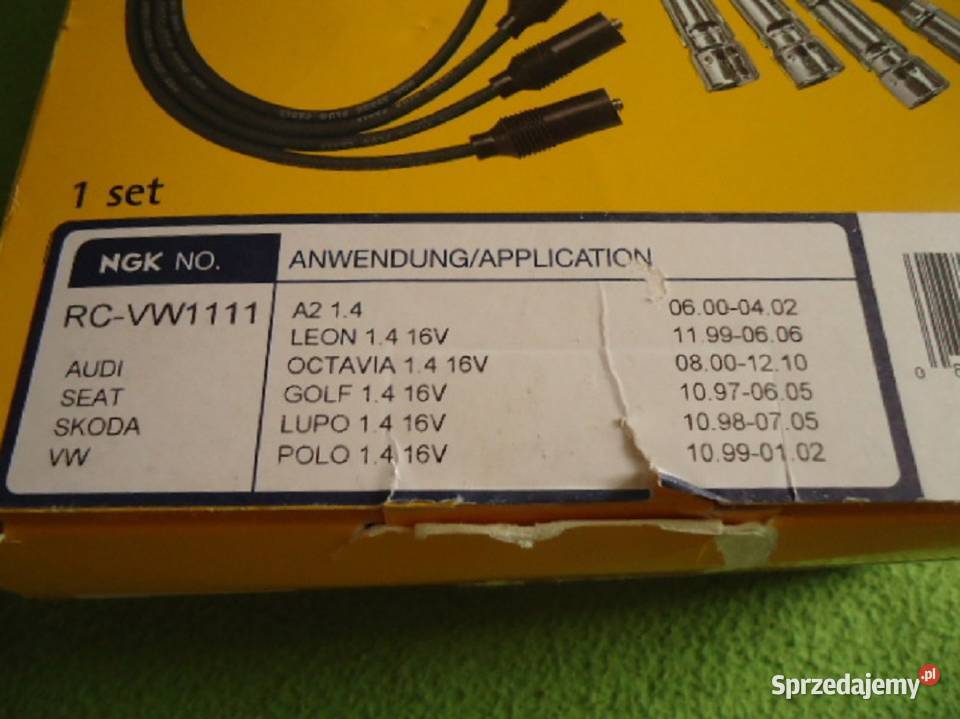 1 set
NGK NO. ANWENDUNG/APPLICATION
RC-VW1111 A2 1.4 06.00-04.02
LEON 1.4 16V 11.99-06.06
AUDI OCTAVIA 1.4 16V 08.00-12.10
SEAT GOLF 1.4 16V 10.97-06.05
SKODA LUPO 1.4 16V 10.98-07.05
VW POLO 1.4 16V 10.99-01.02
0
Sprzedajemy.pl